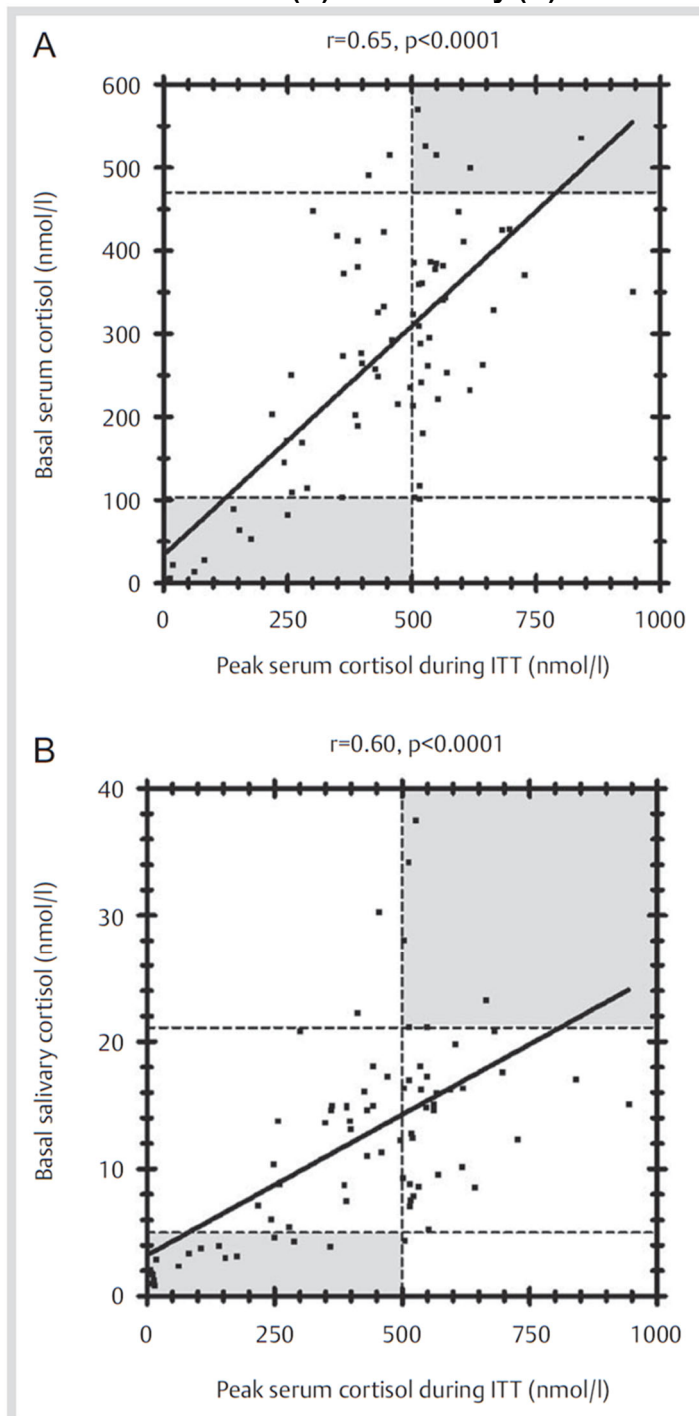 A
r=0.65, p<0.0001
600
500
400
300
200
100
0
Basal serum cortisol (nmol/l)
0 250 500 750 1000
Peak serum cortisol during ITT (nmol/l)
B
r=0.60, p<0.0001
40
30
20
10
0
Basal salivary cortisol (nmol/l)
0 250 500 750 1000
Peak serum cortisol during ITT (nmol/l)